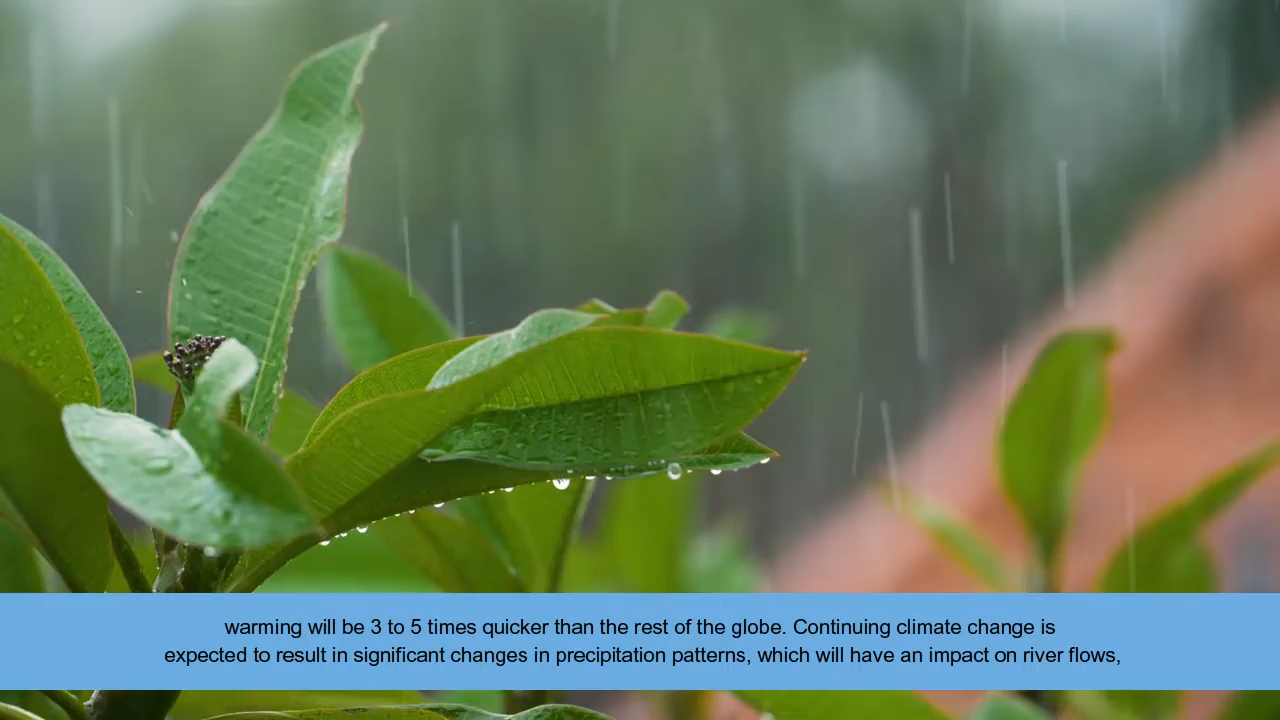 warming will be 3 to 5 times quicker than the rest of the globe. Continuing climate change is
expected to result in significant changes in precipitation patterns, which will have an impact on river flows,